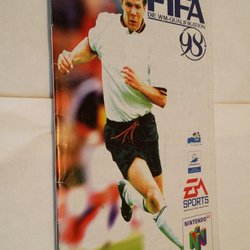 FIFA
DIE WM-QUALIFIKATION
98
EA
SPORTS
NINTENDO 64
N